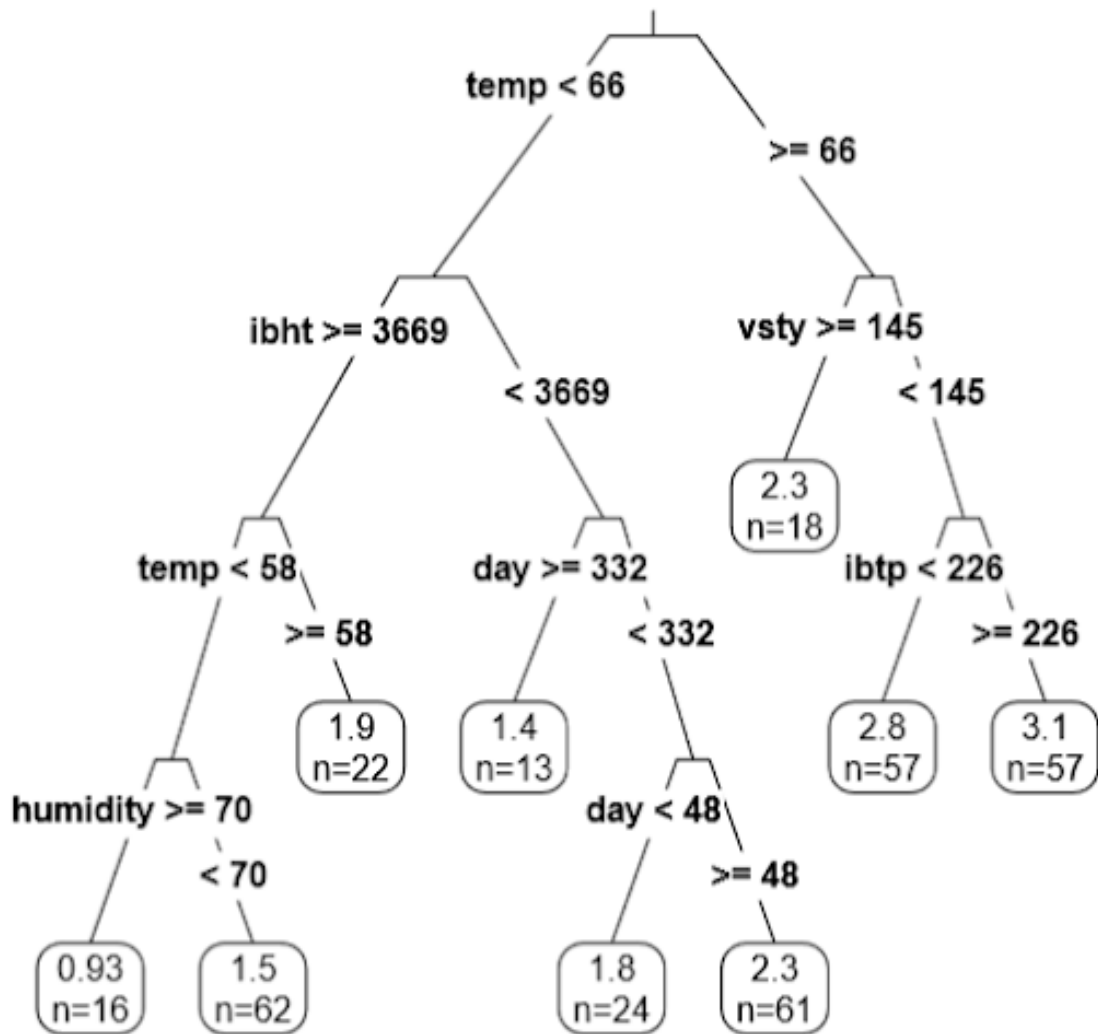 temp < 66
>= 66
ibht >= 3669
vsty >= 145
< 3669
< 145
2.3
n=18
temp < 58
day >= 332
ibtp < 226
>= 58
< 332
>= 226
1.9
n=22
1.4
n=13
2.8
n=57
3.1
n=57
humidity >= 70
day < 48
< 70
>= 48
0.93
n=16
1.5
n=62
1.8
n=24
2.3
n=61